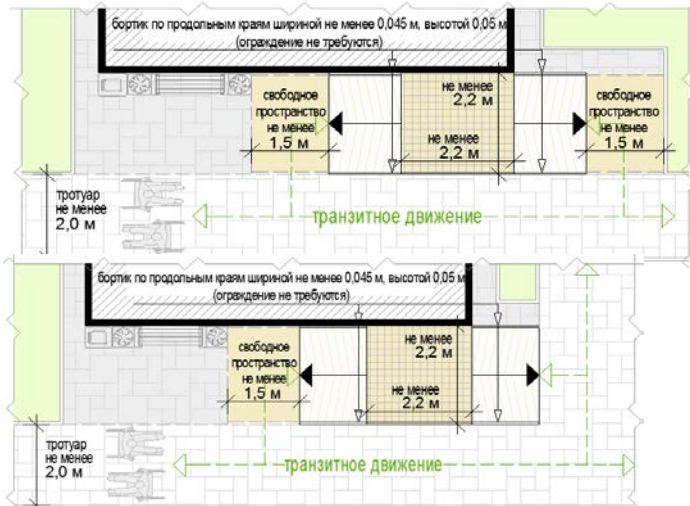 бортик по продольным краям шириной не менее 0,045 м, высотой 0,05 м
(ограждение не требуются)
свободное
пространство
не менее
1,5 м
не менее
2,2 м
не менее
2,2 м
свободное
пространство
не менее
1,5 м
тротуар
не менее
2,0 м
транзитное движение
бортик по продольным краям шириной не менее 0,045 м, высотой 0,05 м
(ограждение не требуются)
свободное
пространство
не менее
1,5 м
не менее
2,2 м
не менее
2,2 м
тротуар
не менее
2,0 м
транзитное движение